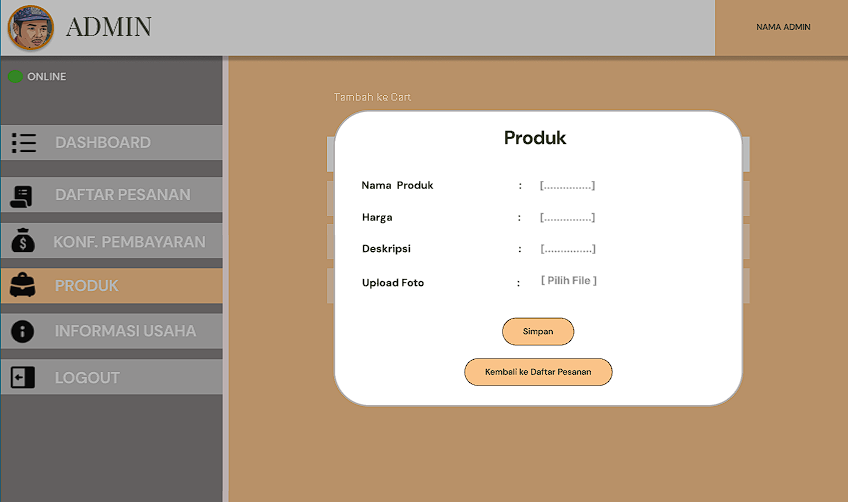 ADMIN
NAMA ADMIN
ONLINE
DASHBOARD
DAFTAR PESANAN
KONF. PEMBAYARAN
PRODUK
INFORMASI USAHA
LOGOUT
Tambah ke Cart
Produk
Nama Produk : [..............]
Harga : [..............]
Deskripsi : [..............]
Upload Foto : [ Pilih File ]
Simpan
Kembali ke Daftar Pesanan